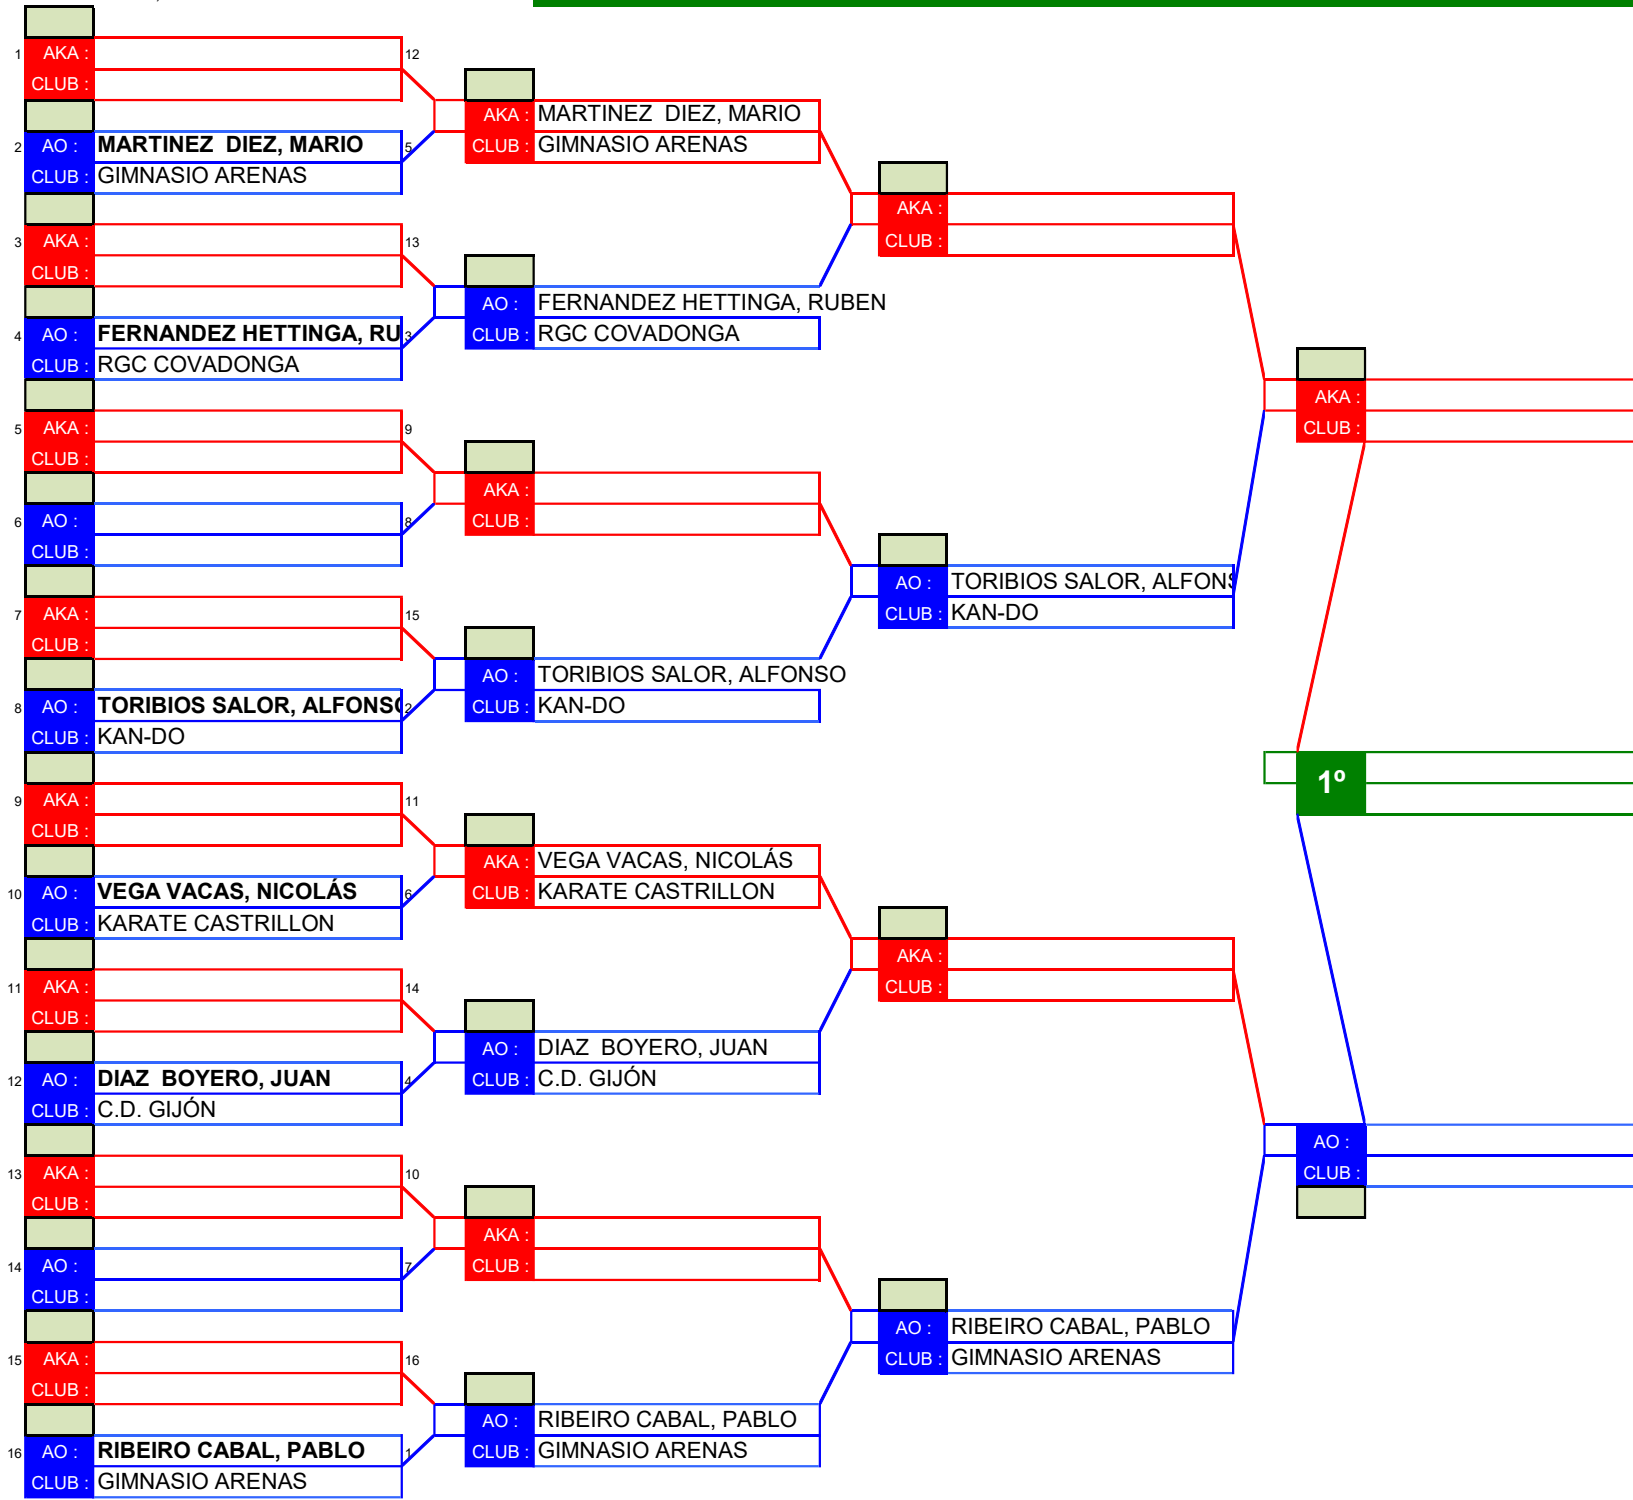 1 AKA : 12
CLUB :
2 AO : MARTINEZ  DIEZ, MARIO 5
CLUB : GIMNASIO ARENAS
3 AKA : 13
CLUB :
4 AO : FERNANDEZ HETTINGA, RU 3
CLUB : RGC COVADONGA
5 AKA : 9
CLUB :
6 AO : 8
CLUB :
7 AKA : 15
CLUB :
8 AO : TORIBIOS SALOR, ALFONSO 2
CLUB : KAN-DO
9 AKA : 11
CLUB :
10 AO : VEGA VACAS, NICOLÁS 6
CLUB : KARATE CASTRILLON
11 AKA : 14
CLUB :
12 AO : DIAZ  BOYERO, JUAN 4
CLUB : C.D. GIJÓN
13 AKA : 10
CLUB :
14 AO : 7
CLUB :
15 AKA : 16
CLUB :
16 AO : RIBEIRO CABAL, PABLO 1
CLUB : GIMNASIO ARENAS
AKA : MARTINEZ  DIEZ, MARIO
CLUB : GIMNASIO ARENAS
AO : FERNANDEZ HETTINGA, RUBEN
CLUB : RGC COVADONGA
AKA :
CLUB :
AO : TORIBIOS SALOR, ALFONSO
CLUB : KAN-DO
AKA : VEGA VACAS, NICOLÁS
CLUB : KARATE CASTRILLON
AO : DIAZ  BOYERO, JUAN
CLUB : C.D. GIJÓN
AKA :
CLUB :
AO : RIBEIRO CABAL, PABLO
CLUB : GIMNASIO ARENAS
AKA :
CLUB :
AO : TORIBIOS SALOR, ALFONS
CLUB : KAN-DO
AKA :
CLUB :
AO : RIBEIRO CABAL, PABLO
CLUB : GIMNASIO ARENAS
AKA :
CLUB :
1º
AO :
CLUB :